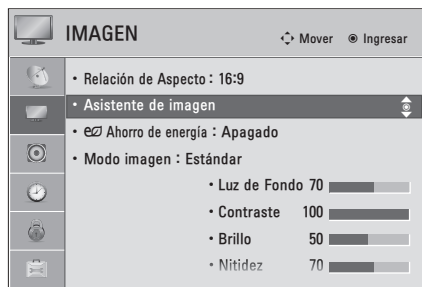 IMAGEN Mover Ingresar
• Relación de Aspecto : 16:9
• Asistente de imagen
• Ahorro de energía : Apagado
• Modo imagen : Estándar
• Luz de Fondo 70
• Contraste 100
• Brillo 50
• Nitidez 70